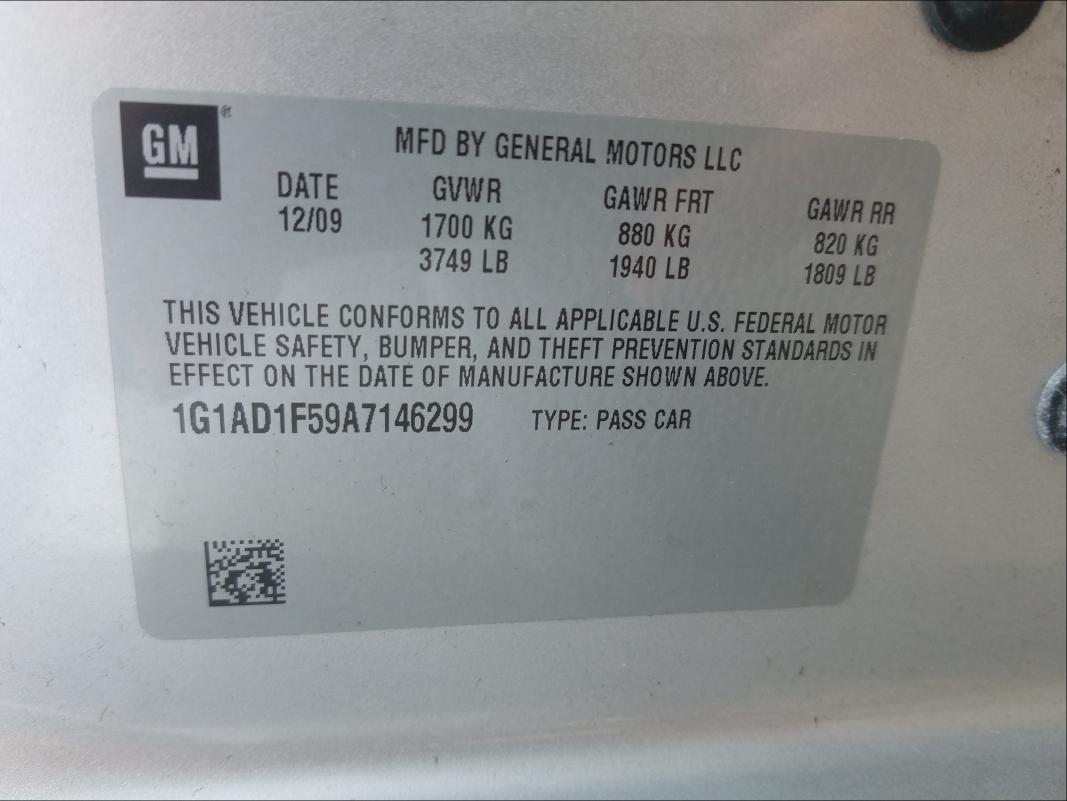 GM®
MFD BY GENERAL MOTORS LLC
DATE GVWR GAWR FRT GAWR RR
12/09 1700 KG 880 KG 820 KG
3749 LB 1940 LB 1809 LB
THIS VEHICLE CONFORMS TO ALL APPLICABLE U.S. FEDERAL MOTOR
VEHICLE SAFETY, BUMPER, AND THEFT PREVENTION STANDARDS IN
EFFECT ON THE DATE OF MANUFACTURE SHOWN ABOVE.
1G1AD1F59A7146299 TYPE: PASS CAR